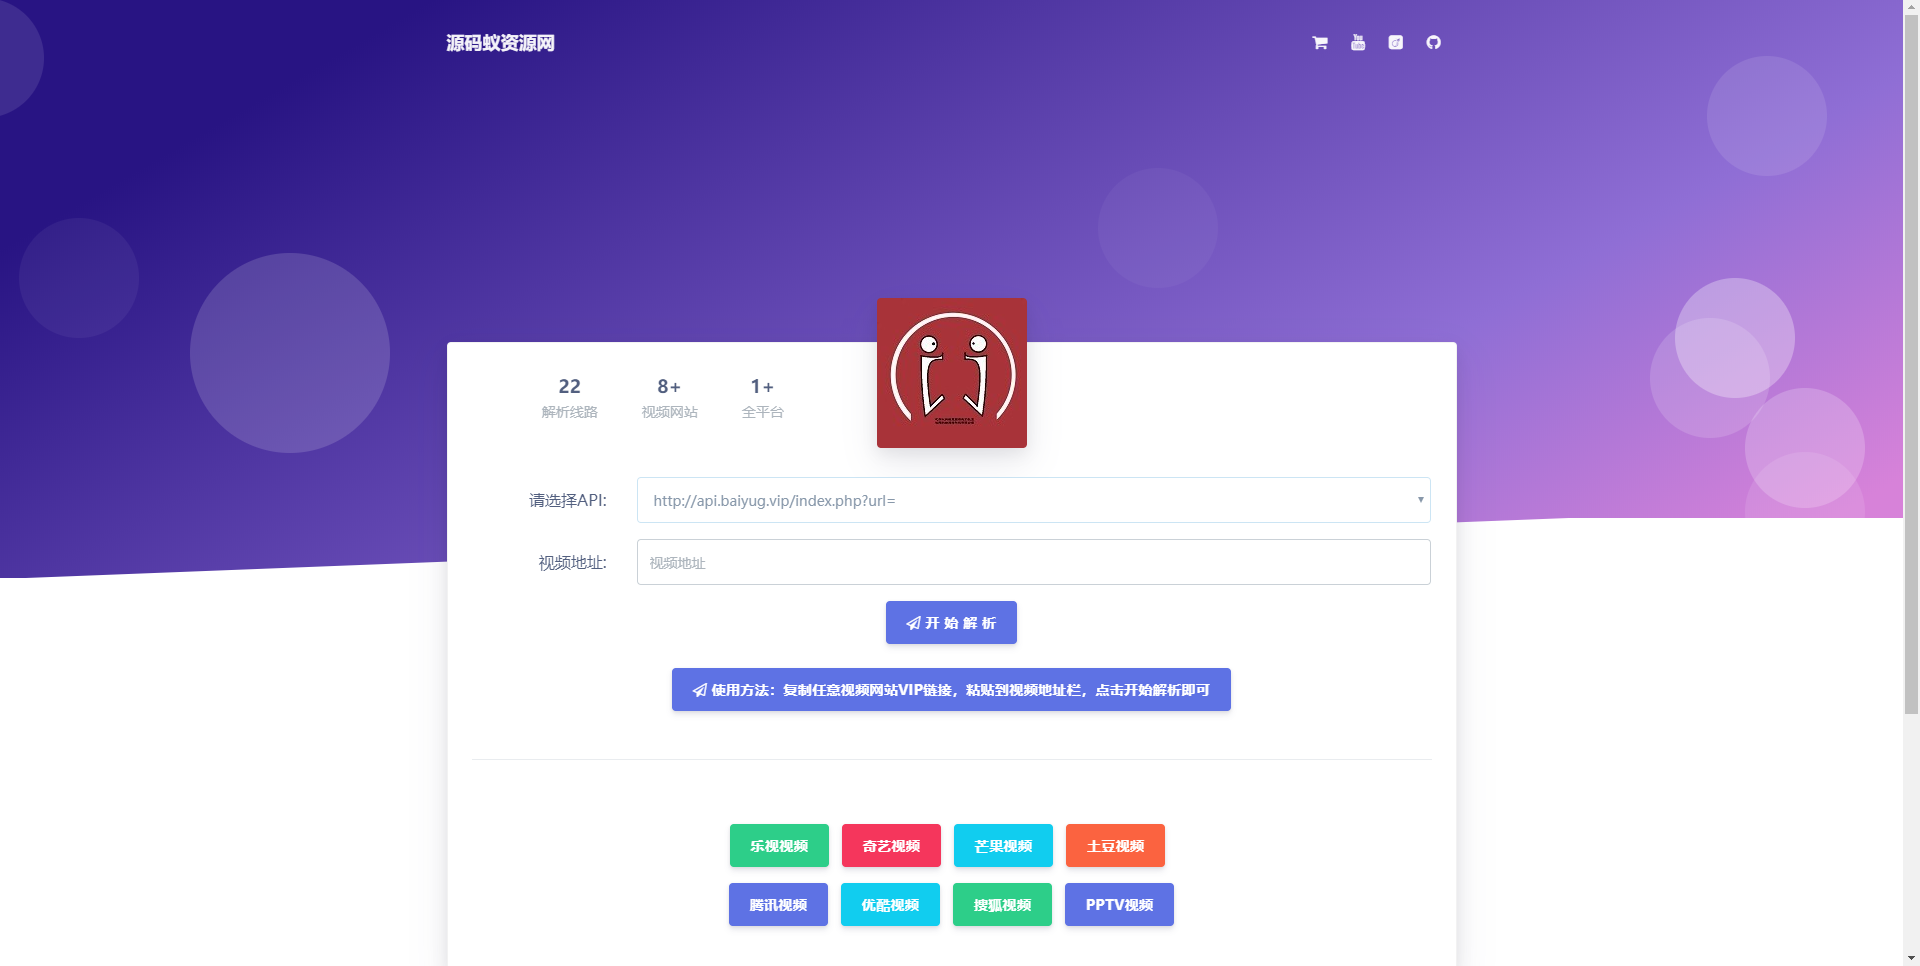 源码蚁资源网
22
8+
1+
解析线路
视频网站
全平台
请选择API:
http://api.baiyug.vip/index.php?url=
视频地址:
视频地址
开 始 解 析
使用方法：复制任意视频网站VIP链接，粘贴到视频地址栏，点击开始解析即可
乐视视频
奇艺视频
芒果视频
土豆视频
腾讯视频
优酷视频
搜狐视频
PPTV视频